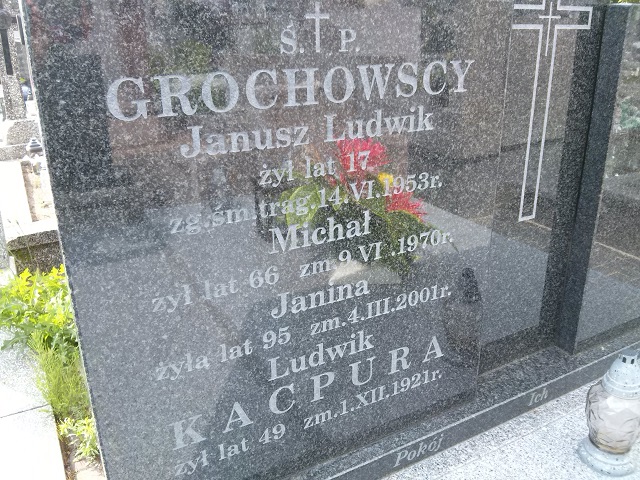 Ś. P.
GROCHOWSCY
Janusz Ludwik
żył lat 17
zg.śm.trag.14.VI.1953r.
Michał
żył lat 66 zm.9 VI.1970r.
Janina
żyła lat 95 zm.4.III.2001r.
Ludwik
KACPURA
żył lat 49 zm.1.XII.1921r.
Pokój Ich